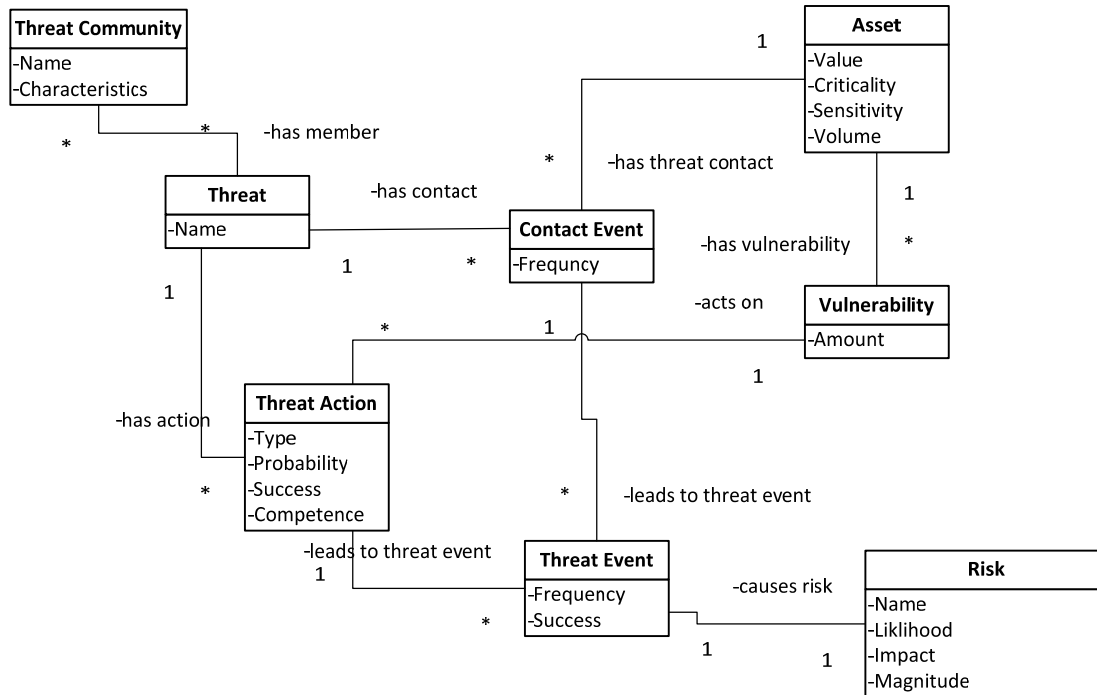 Threat Community
-Name
-Characteristics
*
*
-has member
Asset
-Value
-Criticality
-Sensitivity
-Volume
1
*
-has threat contact
Threat
-Name
-has contact
1
*
Contact Event
-Frequncy
1
-has vulnerability
*
-acts on
Vulnerability
-Amount
1
*
1
1
Threat Action
-Type
-Probability
-Success
-Competence
-has action
*
*
-leads to threat event
-leads to threat event
1
*
Threat Event
-Frequency
-Success
-causes risk
1
1
Risk
-Name
-Liklihood
-Impact
-Magnitude